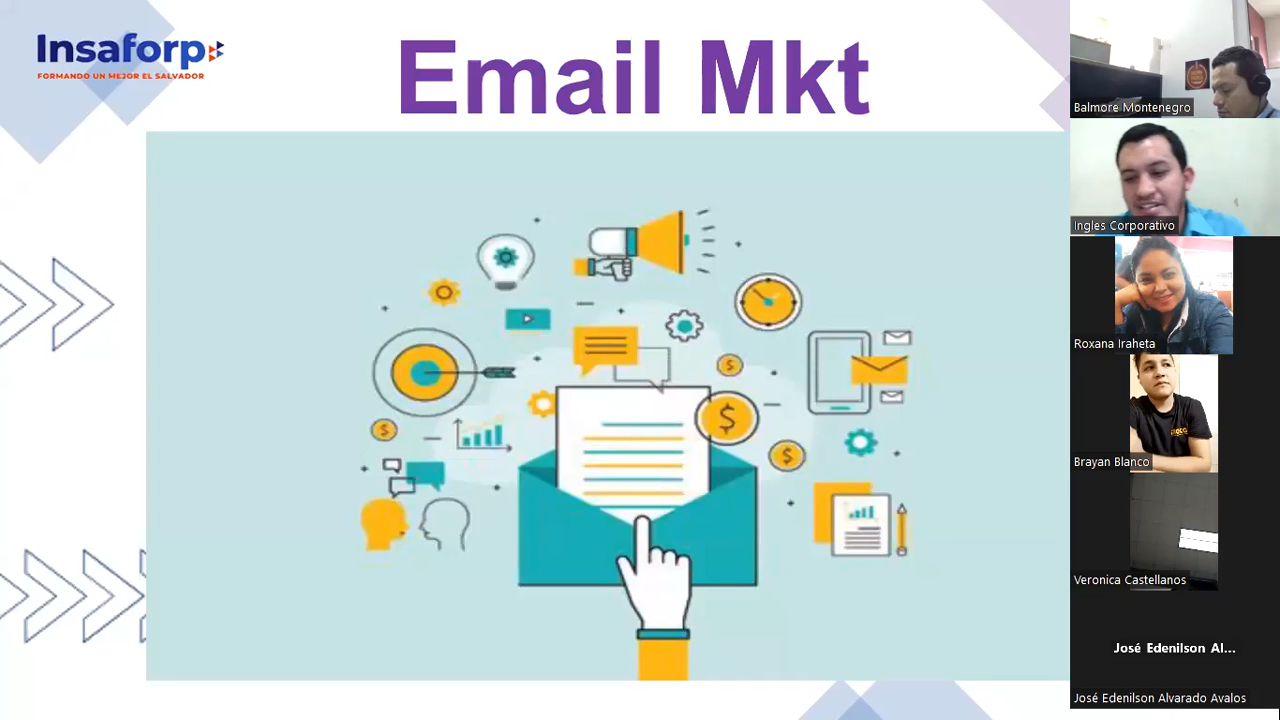 Insaforp
FORMANDO UN MEJOR EL SALVADOR
Email Mkt
Balmore Montenegro
Ingles Corporativo
Roxana Iraheta
Brayan Blanco
Veronica Castellanos
José Edenilson Al...
José Edenilson Alvarado Avalos